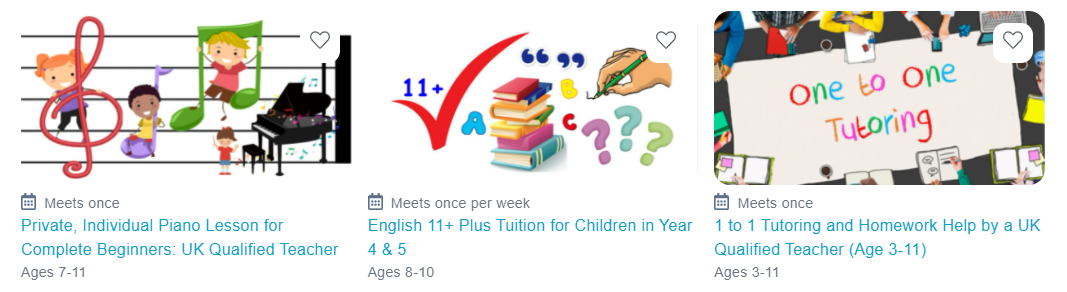 11+
A
B
C
Meets once
Private, Individual Piano Lesson for
Complete Beginners: UK Qualified Teacher
Ages 7-11
Meets once per week
English 11+ Plus Tuition for Children in Year
4 & 5
Ages 8-10
One to One
Tutoring
Meets once
1 to 1 Tutoring and Homework Help by a UK
Qualified Teacher (Age 3-11)
Ages 3-11